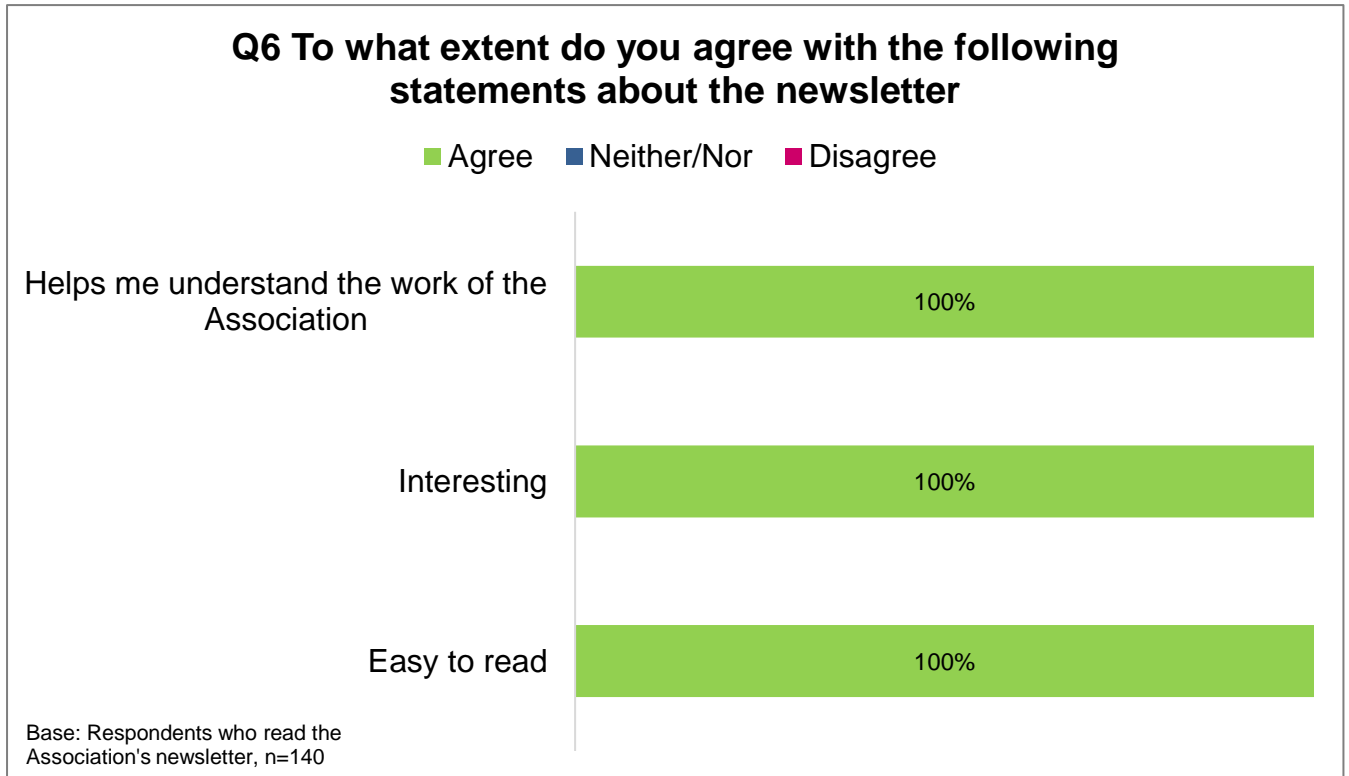 Q6 To what extent do you agree with the following
statements about the newsletter
Agree Neither/Nor Disagree
Helps me understand the work of the
Association
100%
Interesting
100%
Easy to read
100%
Base: Respondents who read the
Association's newsletter, n=140